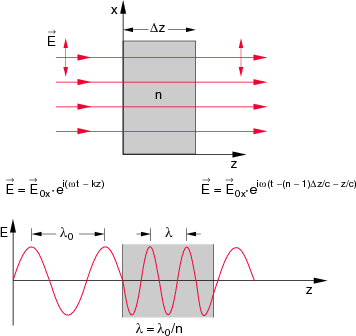 x
Δz
E⃗
n
z
E⃗ = E⃗₀ₓ·e^i(ωt − kz) E⃗ = E⃗₀ₓ·e^iω(t −(n − 1)Δz/c − z/c)
E
λ₀ λ
z
λ = λ₀/n